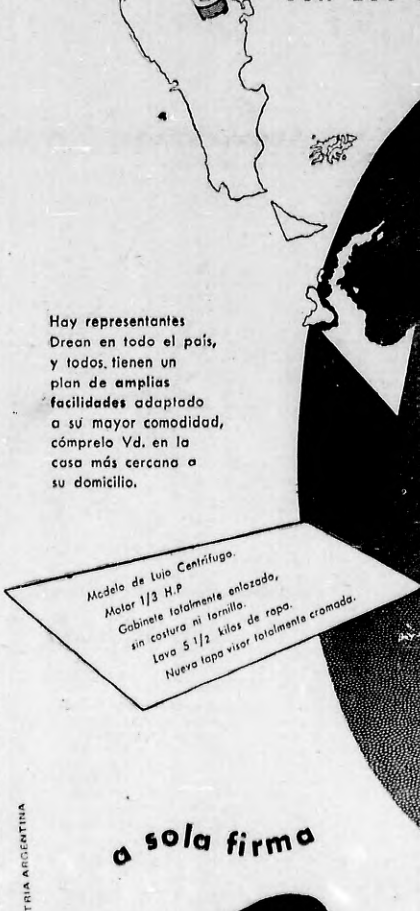 Hay representantes
Drean en todo el país,
y todos tienen un
plan de amplias
facilidades adaptado
a su mayor comodidad,
cómprelo Vd. en la
casa más cercana a
su domicilio.
Modelo de Lujo Centrífuga.
Motor 1/3 H.P
Gabinete totalmente enlozado,
sin costura ni tornillo.
Lava 5 1/2 kilos de ropa.
Nueva tapa visor totalmente cromada.
a sola firma
TRIA ARGENTINA